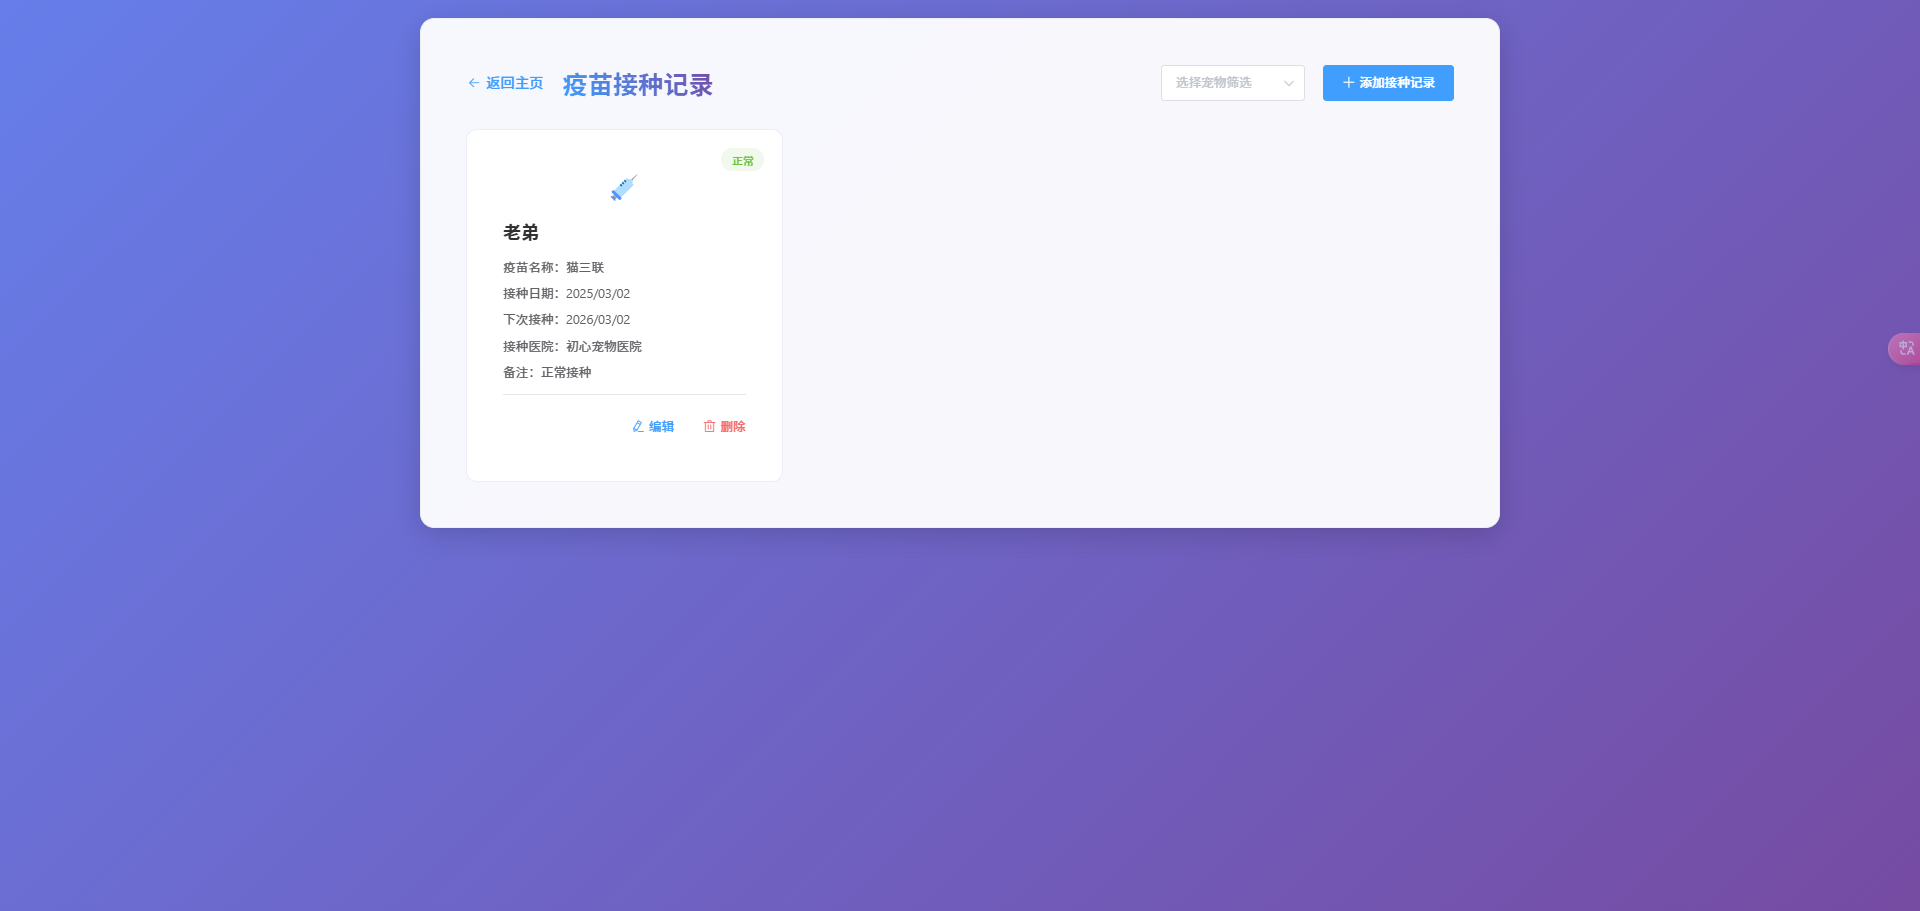 返回主页
疫苗接种记录
选择宠物筛选
添加接种记录
正常
老弟
疫苗名称：猫三联
接种日期：2025/03/02
下次接种：2026/03/02
接种医院：初心宠物医院
备注：正常接种
编辑
删除